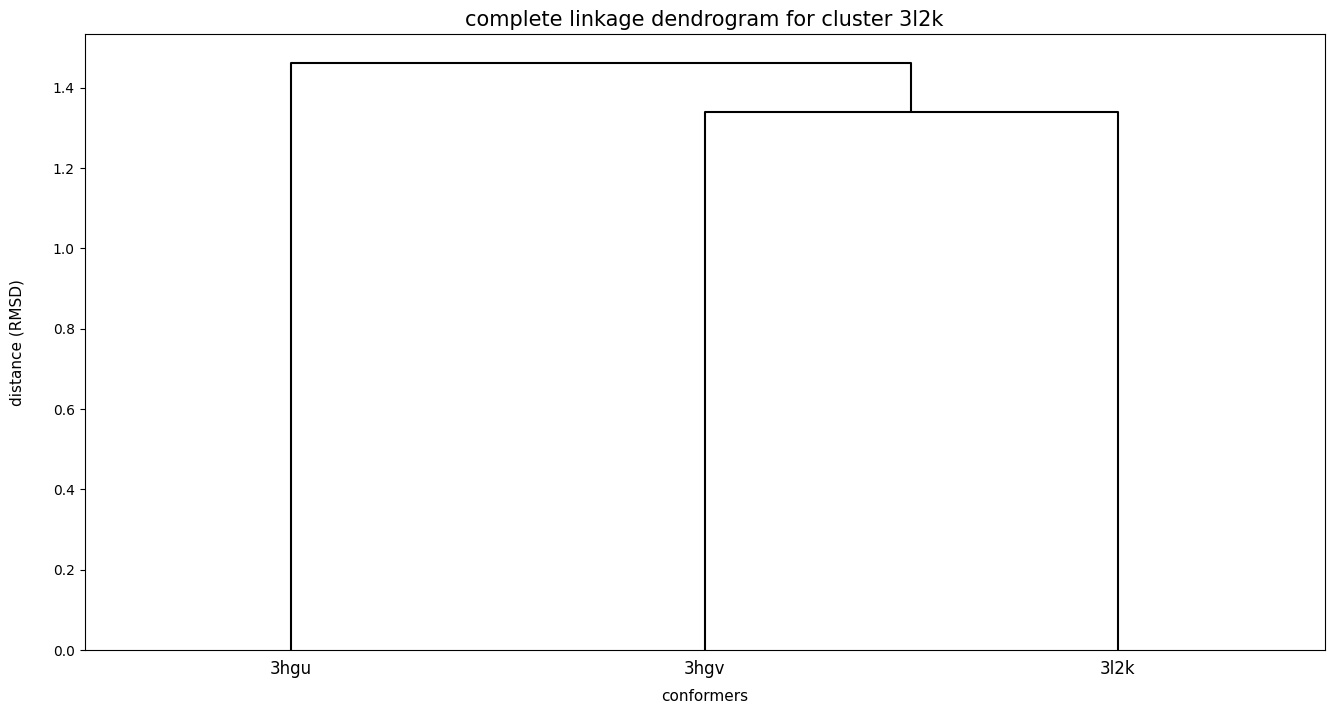 complete linkage dendrogram for cluster 3l2k
1.4
1.2
1.0
0.8
0.6
0.4
0.2
0.0
distance (RMSD)
3hgu 3hgv 3l2k
conformers